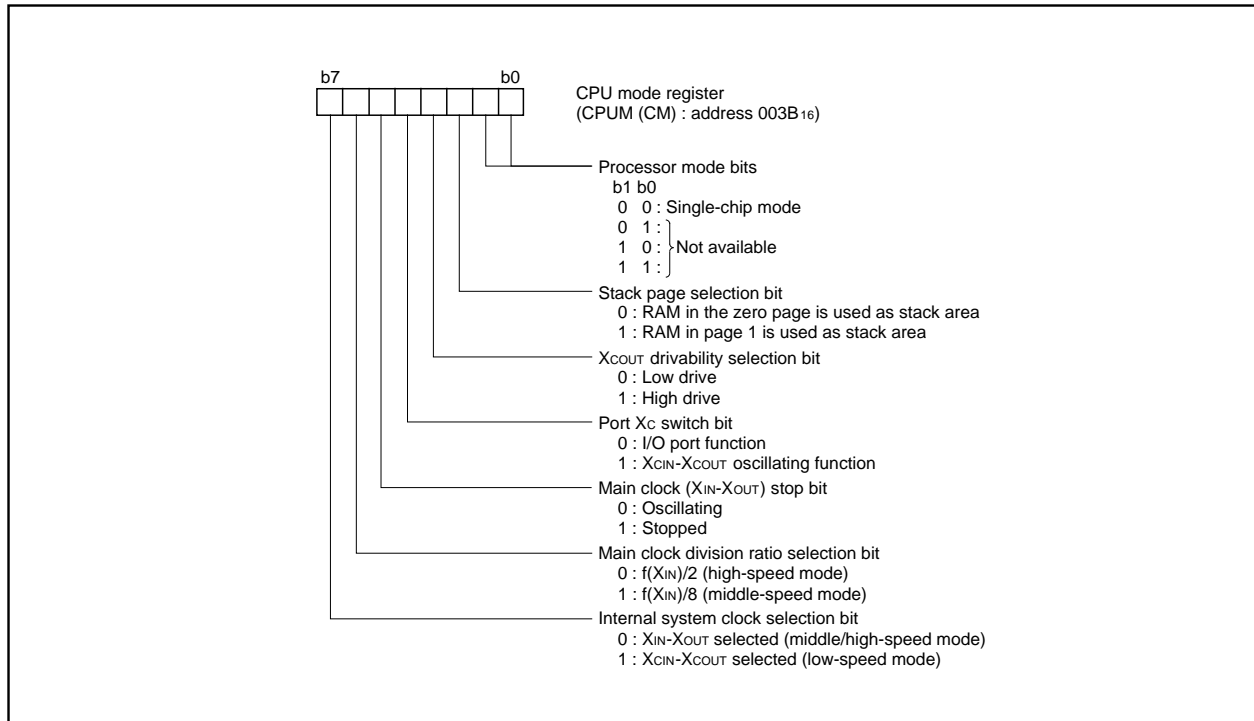 b7 b0
CPU mode register
(CPUM (CM) : address 003B16)
Processor mode bits
b1 b0
0 0 : Single-chip mode
0 1 :
1 0 : Not available
1 1 :
Stack page selection bit
0 : RAM in the zero page is used as stack area
1 : RAM in page 1 is used as stack area
XCOUT drivability selection bit
0 : Low drive
1 : High drive
Port XC switch bit
0 : I/O port function
1 : XCIN-XCOUT oscillating function
Main clock (XIN-XOUT) stop bit
0 : Oscillating
1 : Stopped
Main clock division ratio selection bit
0 : f(XIN)/2 (high-speed mode)
1 : f(XIN)/8 (middle-speed mode)
Internal system clock selection bit
0 : XIN-XOUT selected (middle/high-speed mode)
1 : XCIN-XCOUT selected (low-speed mode)